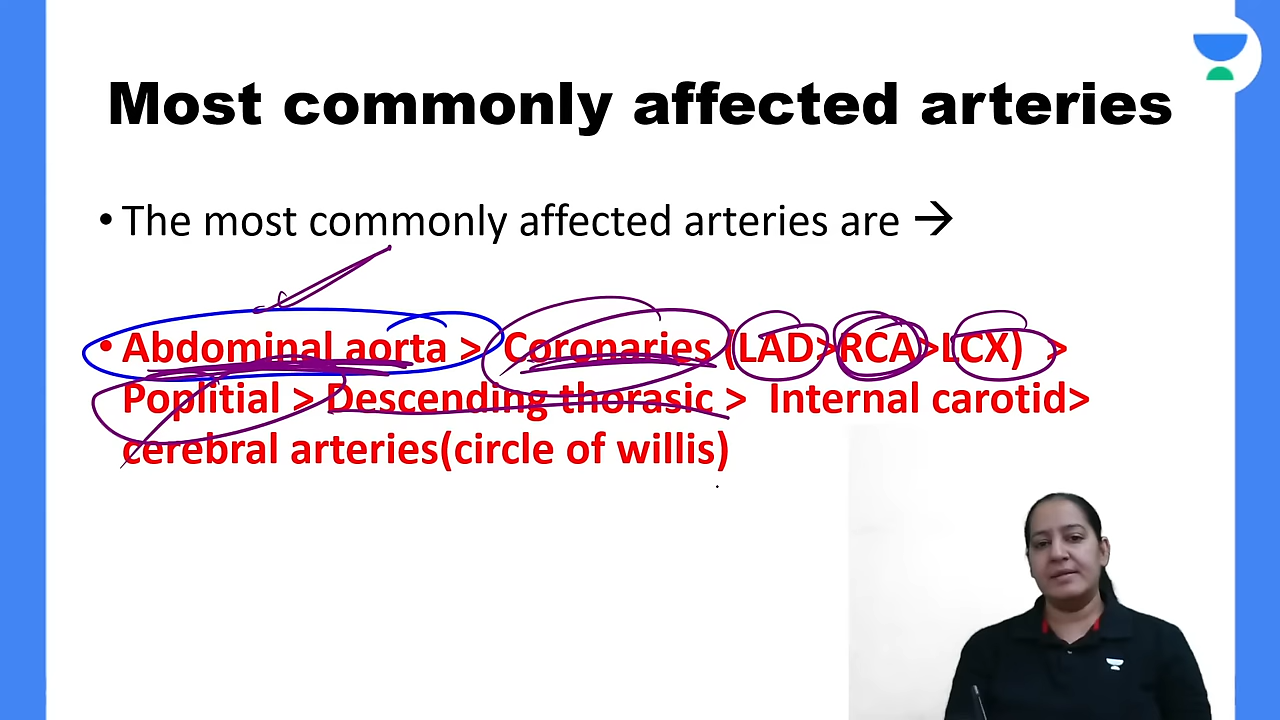 Most commonly affected arteries
• The most commonly affected arteries are →
• Abdominal aorta > Coronaries (LAD>RCA>LCX) >
Poplitial > Descending thorasic > Internal carotid>
cerebral arteries(circle of willis)